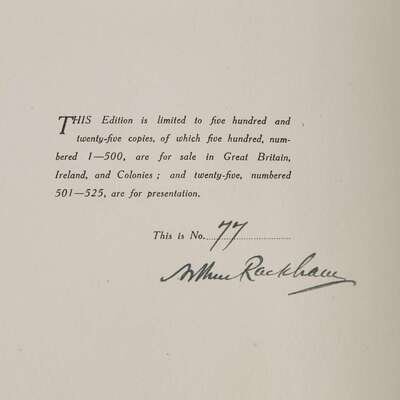 THIS Edition is limited to five hundred and
twenty-five copies, of which five hundred, num-
bered 1—500, are for sale in Great Britain,
Ireland, and Colonies ; and twenty-five, numbered
501—525, are for presentation.
This is No. 77
Arthur Rackham